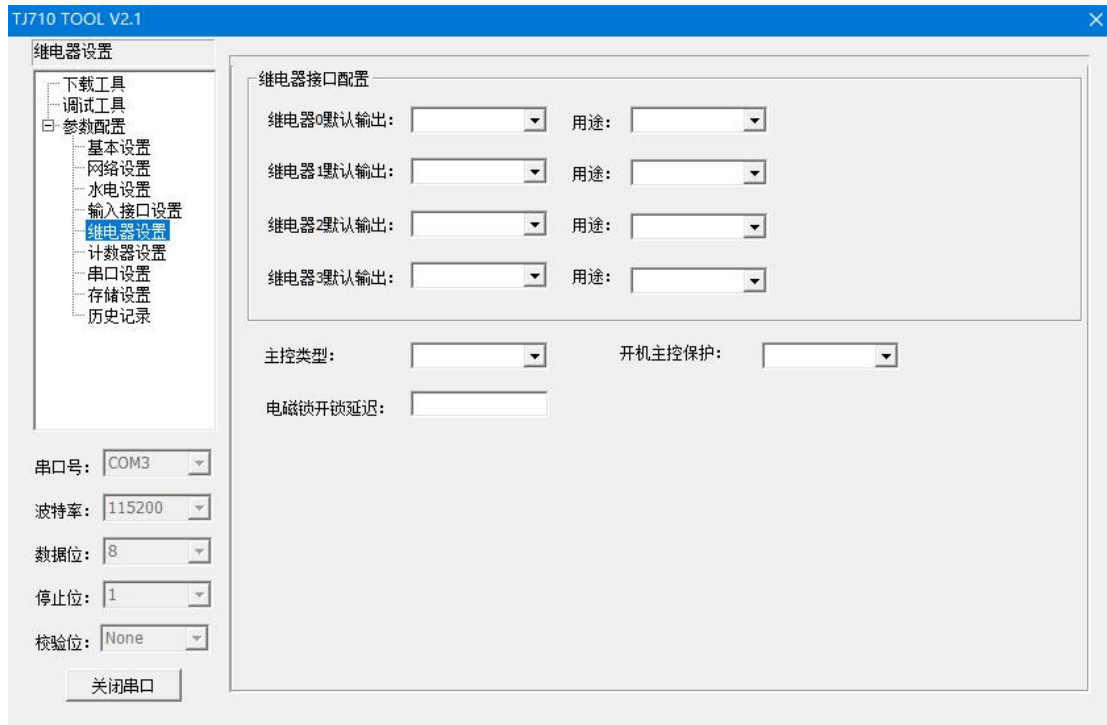 TJ710 TOOL V2.1
继电器设置
下载工具
调试工具
参数配置
基本设置
网络设置
水电设置
输入接口设置
继电器设置
计数器设置
串口设置
存储设置
历史记录
串口号： COM3
波特率： 115200
数据位： 8
停止位： 1
校验位： None
关闭串口
继电器接口配置
继电器0默认输出： 用途：
继电器1默认输出： 用途：
继电器2默认输出： 用途：
继电器3默认输出： 用途：
主控类型： 开机主控保护：
电磁锁开锁延迟：